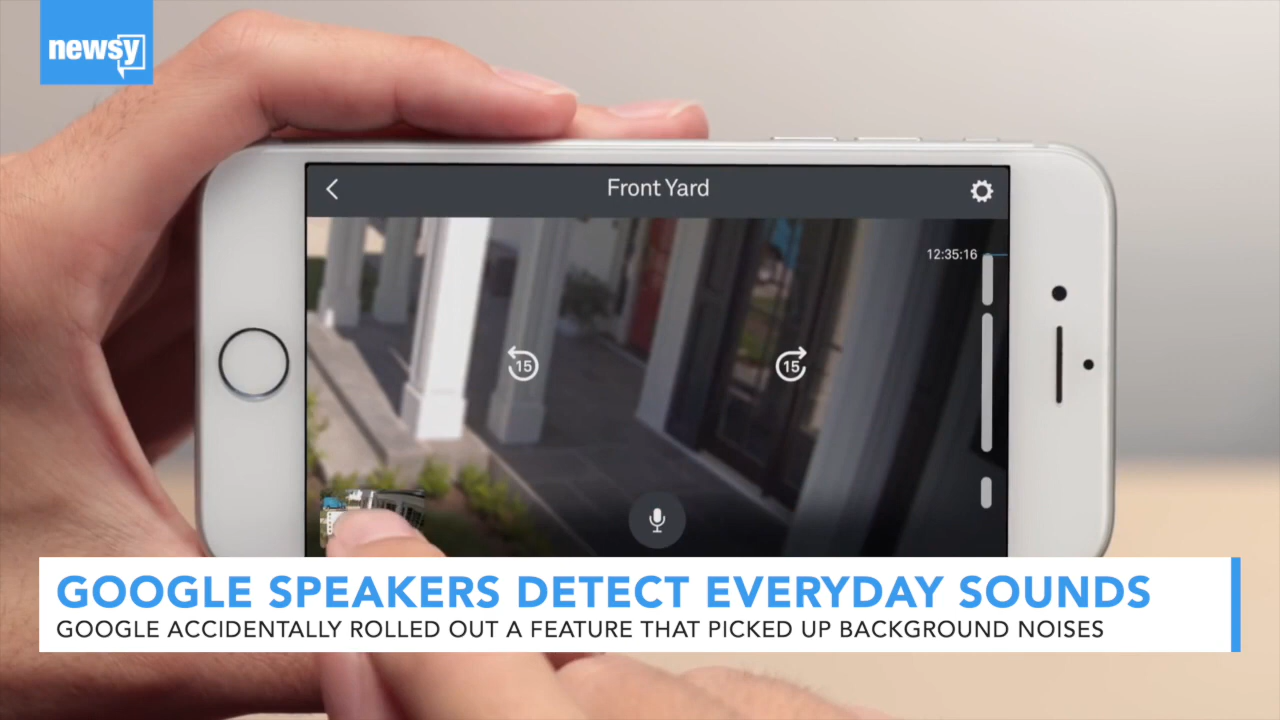 newsy
Front Yard
12:35:16
15
15
GOOGLE SPEAKERS DETECT EVERYDAY SOUNDS
GOOGLE ACCIDENTALLY ROLLED OUT A FEATURE THAT PICKED UP BACKGROUND NOISES